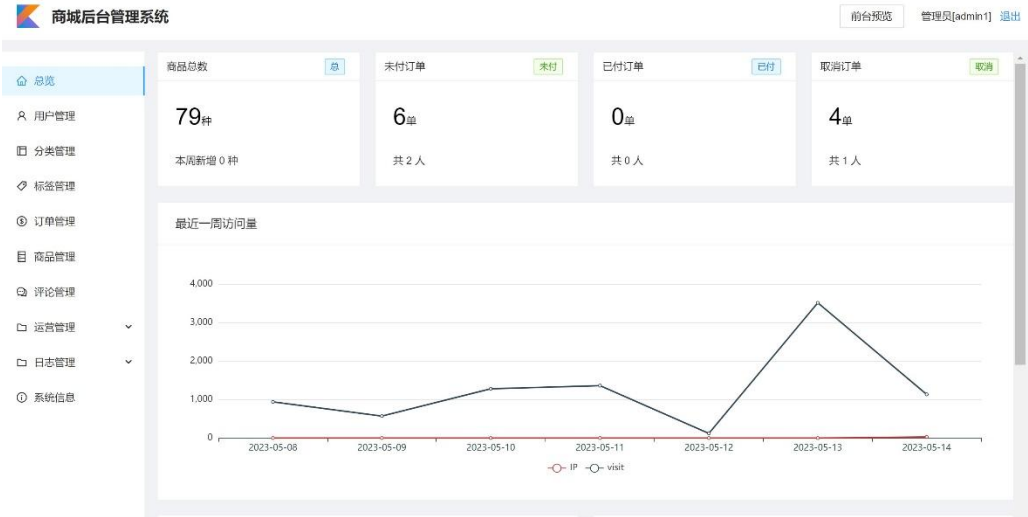 商城后台管理系统
前台预览 管理员[admin1] 退出
总览
用户管理
分类管理
标签管理
订单管理
商品管理
评论管理
运营管理
日志管理
系统信息
商品总数 总
79种
本周新增 0 种
未付订单 未付
6单
共 2 人
已付订单 已付
0单
共 0 人
取消订单 取消
4单
共 1 人
最近一周访问量
4,000
3,000
2,000
1,000
0
2023-05-08 2023-05-09 2023-05-10 2023-05-11 2023-05-12 2023-05-13 2023-05-14
IP visit